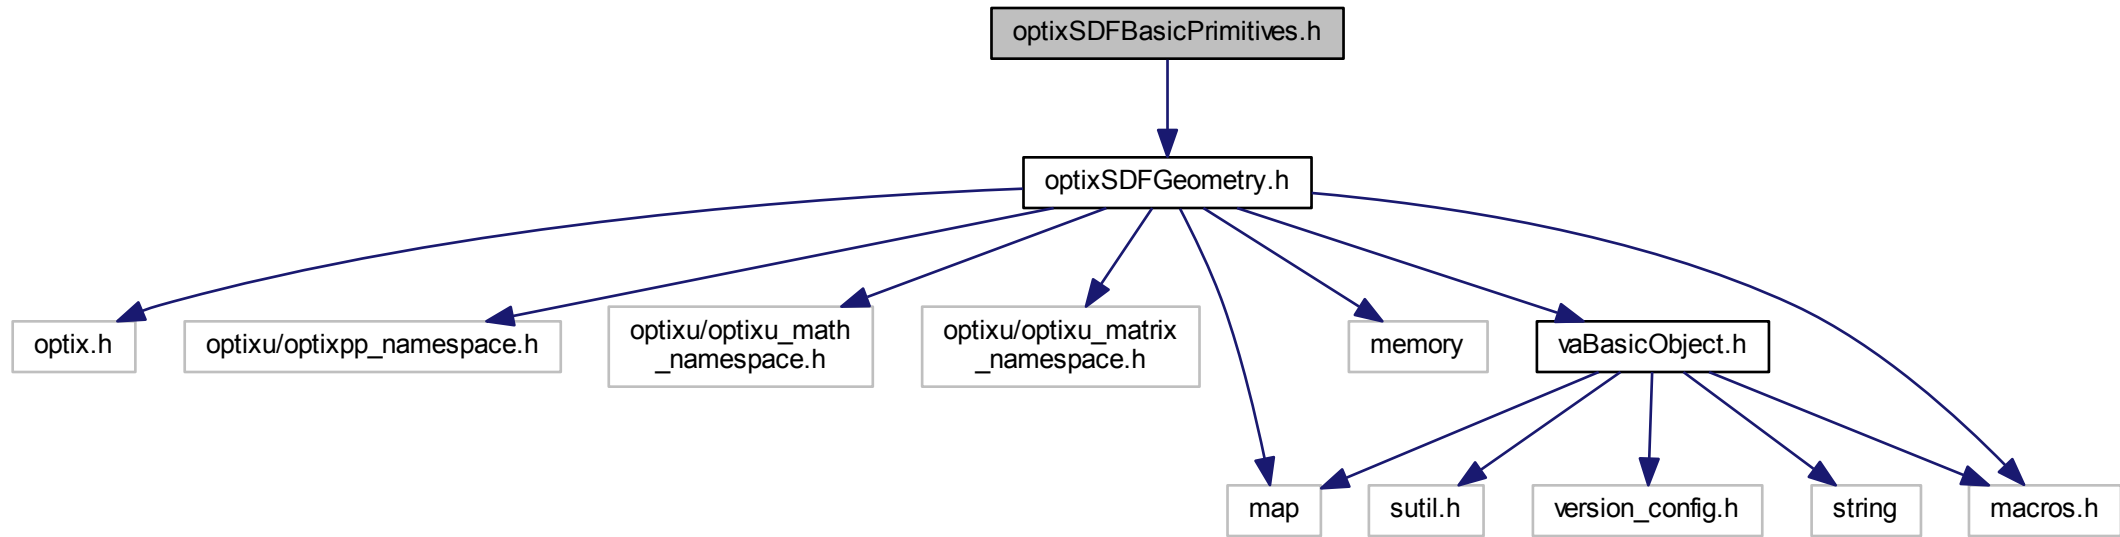 optixSDFBasicPrimitives.h
optixSDFGeometry.h
optix.h
optixu/optixpp_namespace.h
optixu/optixu_math
_namespace.h
optixu/optixu_matrix
_namespace.h
memory
vaBasicObject.h
map
sutil.h
version_config.h
string
macros.h